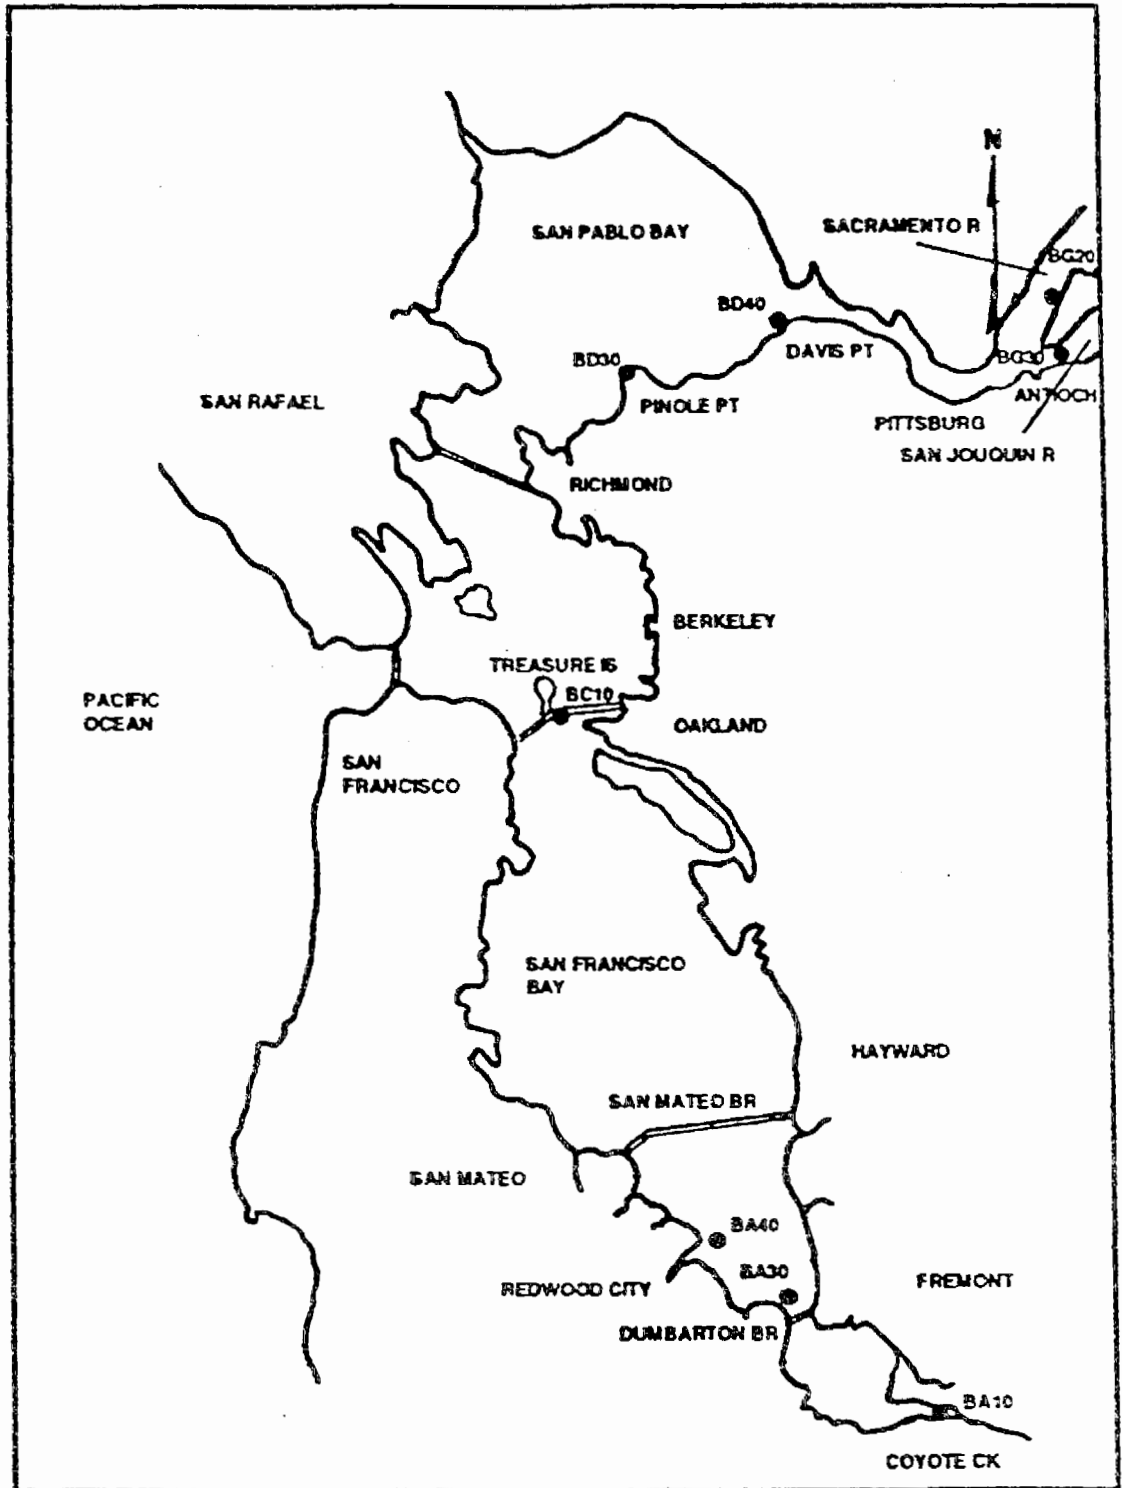 N
SAN PABLO BAY
SACRAMENTO R
BG20
BD40
DAVIS PT
BG30
BD30
ANTIOCH
SAN RAFAEL
PINOLE PT
PITTSBURG
SAN JOUQUIN R
RICHMOND
BERKELEY
TREASURE IS
BC10
PACIFIC
OCEAN
OAKLAND
SAN
FRANCISCO
SAN FRANCISCO
BAY
HAYWARD
SAN MATEO BR
SAN MATEO
BA40
BA30
REDWOOD CITY
FREMONT
DUMBARTON BR
BA10
COYOTE CK